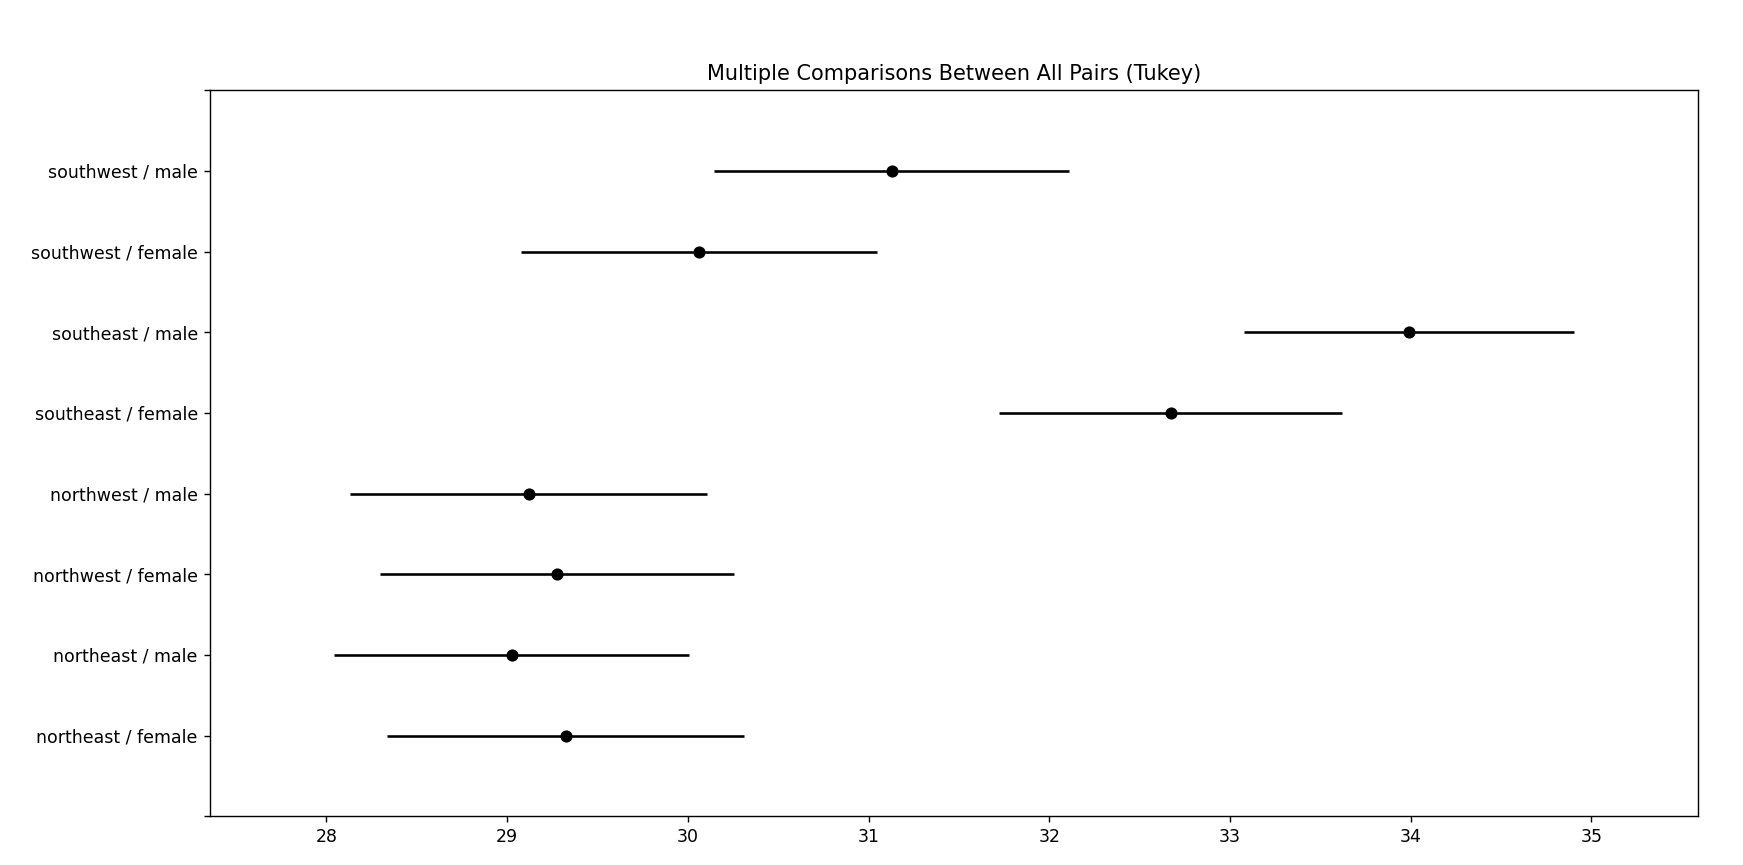 Multiple Comparisons Between All Pairs (Tukey)
southwest / male
southwest / female
southeast / male
southeast / female
northwest / male
northwest / female
northeast / male
northeast / female
28 29 30 31 32 33 34 35